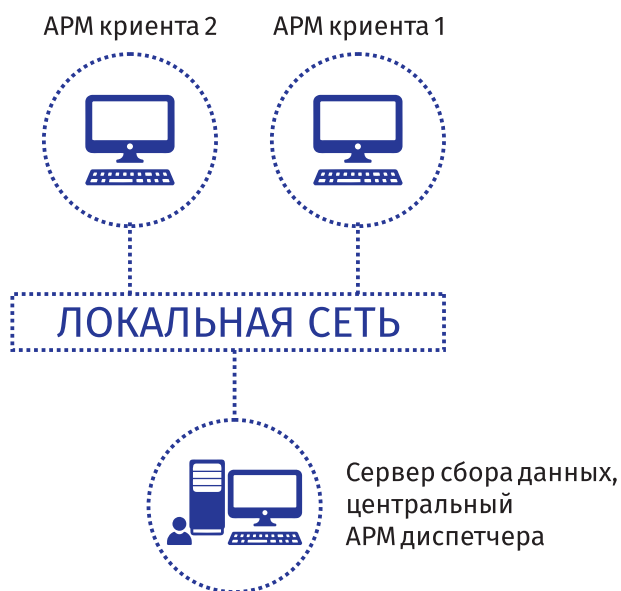 АРМ криента 2
АРМ криента 1
ЛОКАЛЬНАЯ СЕТЬ
Сервер сбора данных,
центральный
АРМ диспетчера